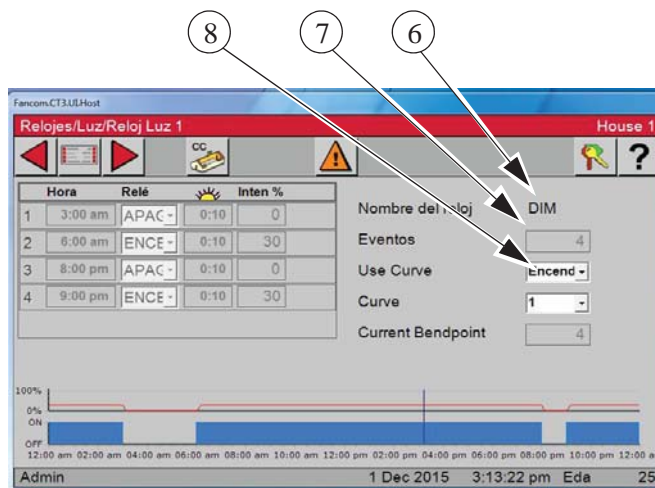 8 7 6
Fancom.CT3.UI.Host
Relojes/Luz/Reloj Luz 1 House 1
CC ?
Hora Relé Inten %
1 3:00 am APAC 0:10 0
2 6:00 am ENCE 0:10 30
3 8:00 pm APAC 0:10 0
4 9:00 pm ENCE 0:10 30
Nombre del reloj DIM
Eventos 4
Use Curve Encend
Curve 1
Current Bendpoint 4
100%
0%
ON
OFF
12:00 am 02:00 am 04:00 am 06:00 am 08:00 am 10:00 am 12:00 pm 02:00 pm 04:00 pm 06:00 pm 08:00 pm 10:00 pm 12:00 a
Admin 1 Dec 2015 3:13:22 pm Eda 25